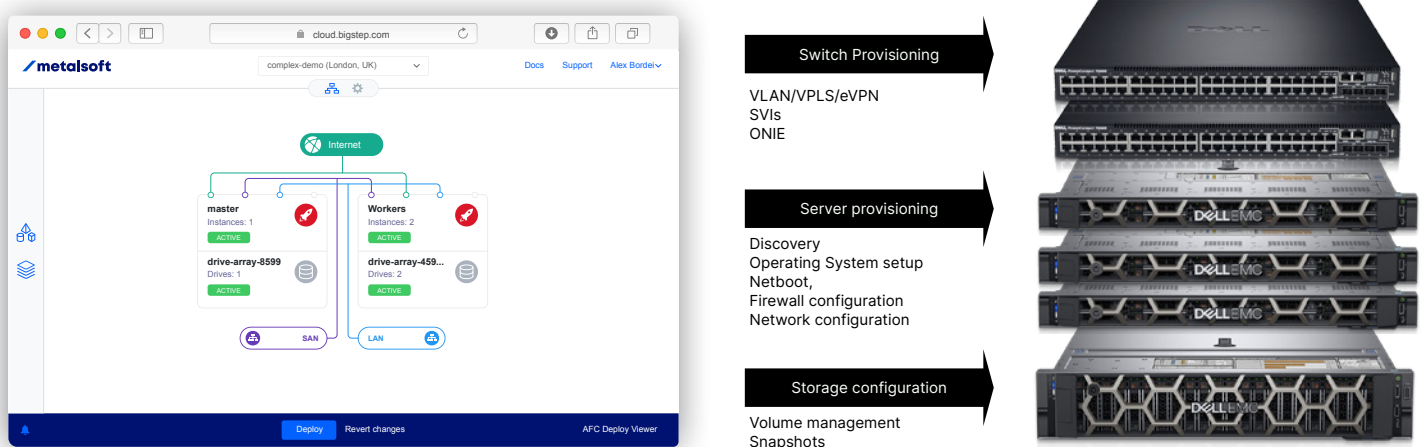 cloud.bigstep.com
metalsoft
complex-demo (London, UK)
Docs
Support
Alex Bordei
Internet
master
Instances: 1
ACTIVE
Workers
Instances: 2
ACTIVE
drive-array-8599
Drives: 1
ACTIVE
drive-array-459...
Drives: 2
ACTIVE
SAN
LAN
Deploy
Revert changes
AFC Deploy Viewer
Switch Provisioning
VLAN/VPLS/eVPN
SVIs
ONIE
Server provisioning
Discovery
Operating System setup
Netboot,
Firewall configuration
Network configuration
Storage configuration
Volume management
Snapshots
DELL
DELLEMC
DELLEMC
DELLEMC
DELLEMC